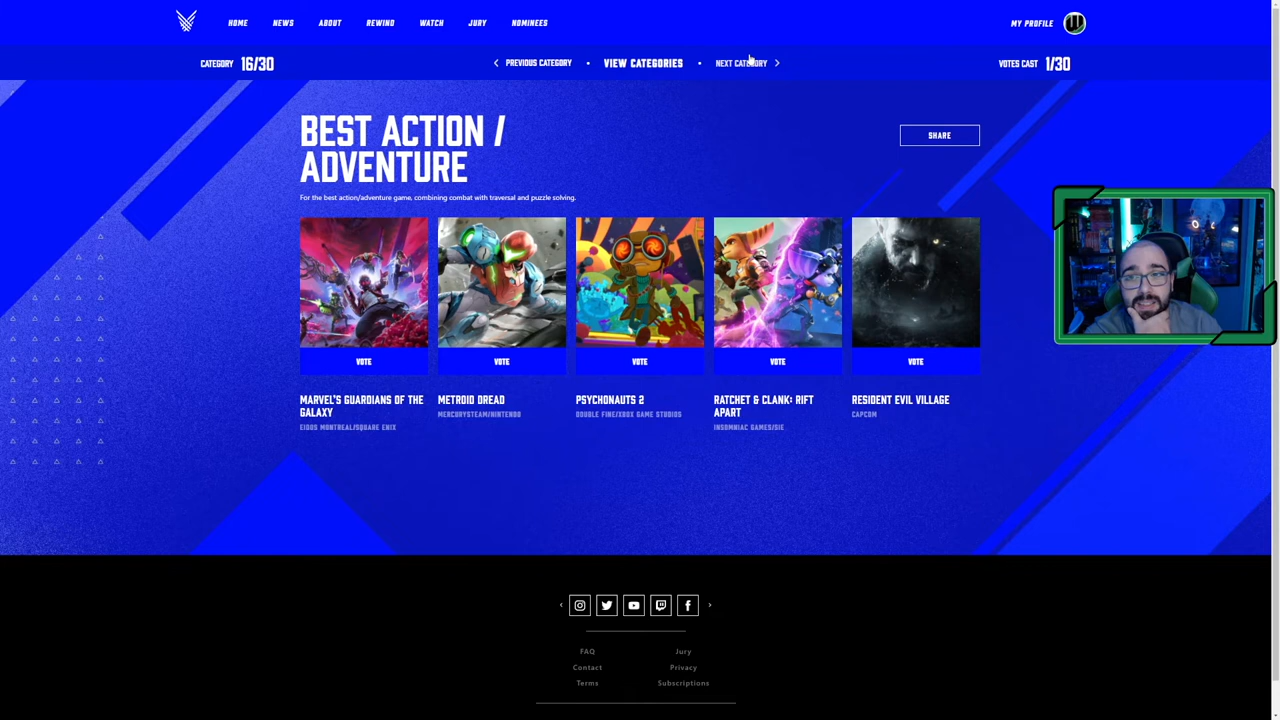 HOME NEWS ABOUT REWIND WATCH JURY NOMINEES MY PROFILE
CATEGORY 16/30 PREVIOUS CATEGORY VIEW CATEGORIES NEXT CATEGORY VOTES CAST 1/30
BEST ACTION /
ADVENTURE
SHARE
For the best action/adventure game, combining combat with traversal and puzzle solving.
VOTE VOTE VOTE VOTE VOTE
MARVEL'S GUARDIANS OF THE
GALAXY
EIDOS MONTREAL/SQUARE ENIX
METROID DREAD
MERCURYSTEAM/NINTENDO
PSYCHONAUTS 2
DOUBLE FINE/XBOX GAME STUDIOS
RATCHET & CLANK: RIFT
APART
INSOMNIAC GAMES/SIE
RESIDENT EVIL VILLAGE
CAPCOM
FAQ Jury
Contact Privacy
Terms Subscriptions